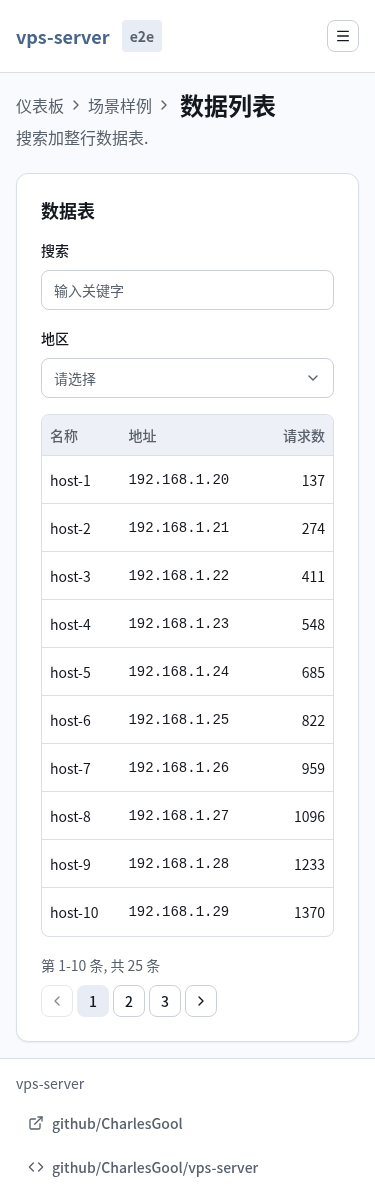 vps-server e2e
仪表板 > 场景样例 > 数据列表
搜索加整行数据表.
数据表
搜索
输入关键字
地区
请选择
名称 地址 请求数
host-1 192.168.1.20 137
host-2 192.168.1.21 274
host-3 192.168.1.22 411
host-4 192.168.1.23 548
host-5 192.168.1.24 685
host-6 192.168.1.25 822
host-7 192.168.1.26 959
host-8 192.168.1.27 1096
host-9 192.168.1.28 1233
host-10 192.168.1.29 1370
第 1-10 条, 共 25 条
1 2 3
vps-server
github/CharlesGool
github/CharlesGool/vps-server